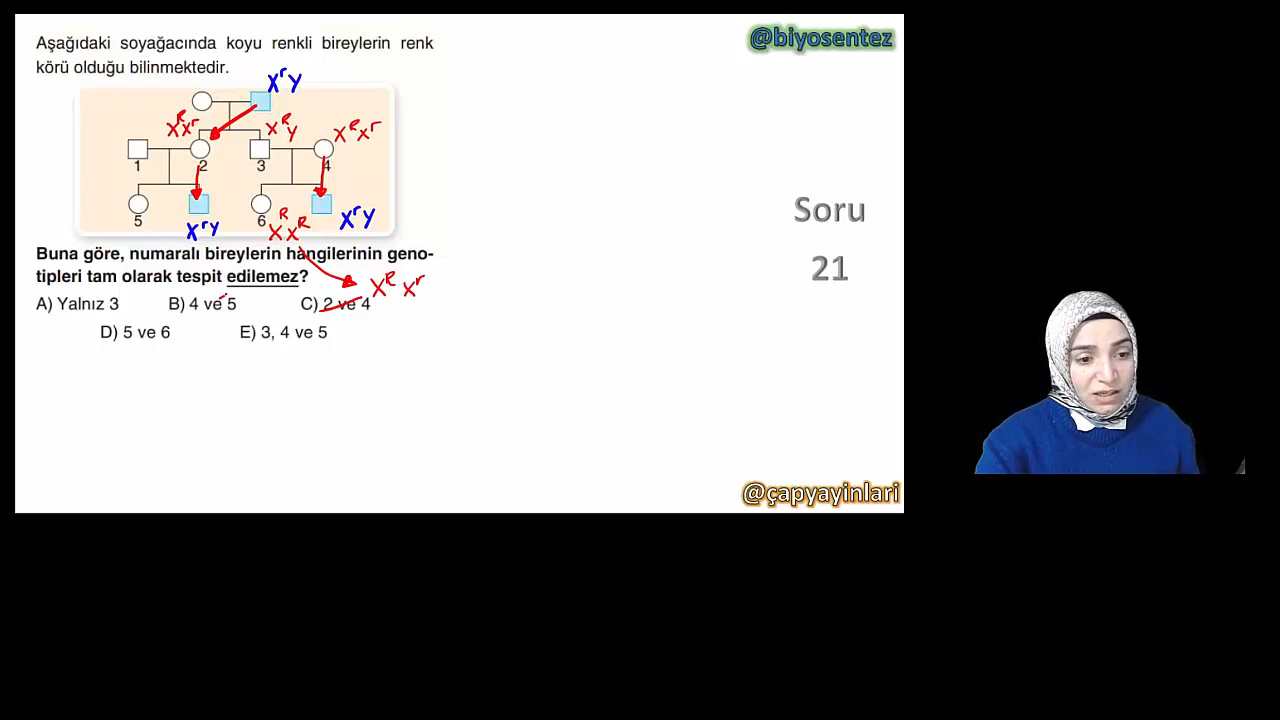 @biyosentez
Aşağıdaki soyağacında koyu renkli bireylerin renk
körü olduğu bilinmektedir.
XʳY
XᴿXʳ XᴿY XᴿXʳ
1 2 3 4
5 6
XʳY XᴿXᴿ XʳY
Buna göre, numaralı bireylerin hangilerinin geno-
tipleri tam olarak tespit edilemez?
XᴿXʳ
A) Yalnız 3 B) 4 ve 5 C) 2 ve 4
D) 5 ve 6 E) 3, 4 ve 5
Soru
21
@çapyayinlari